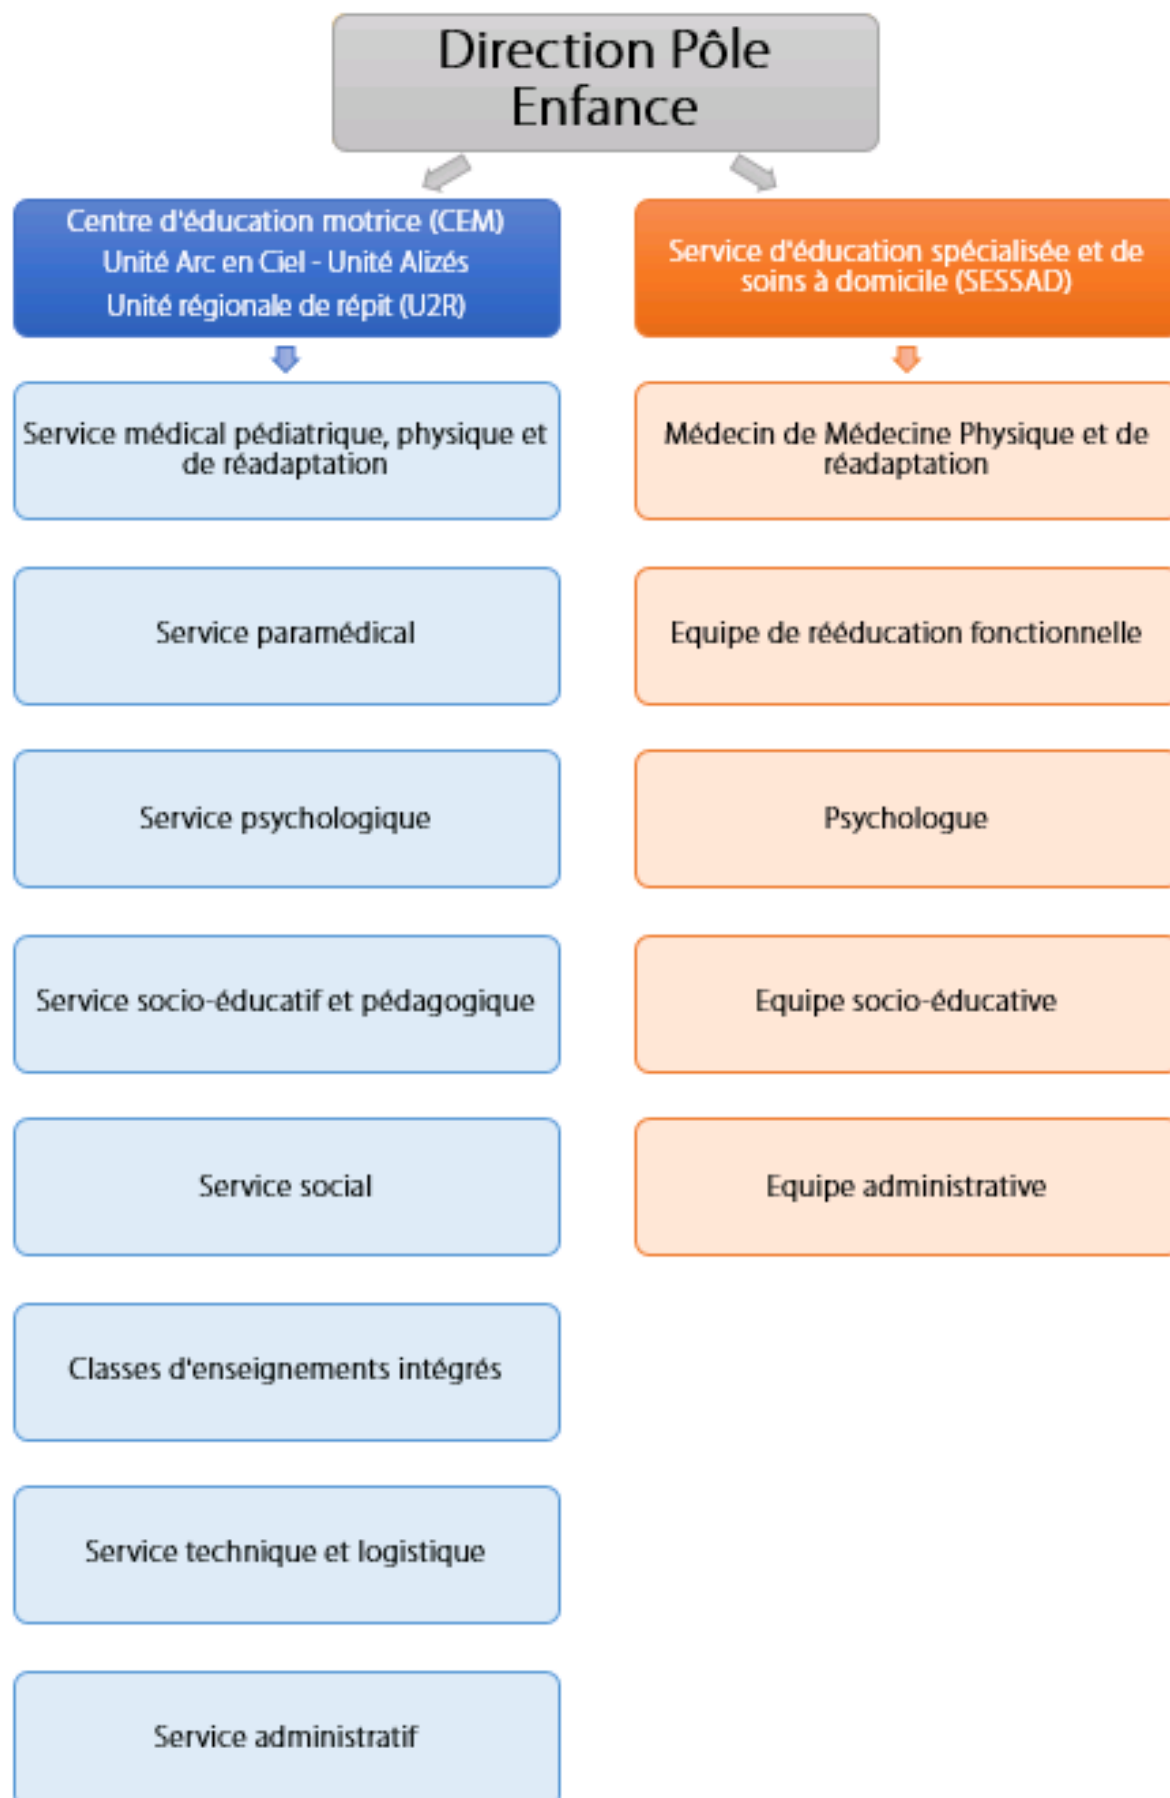 Direction Pôle
Enfance
Centre d'éducation motrice (CEM)
Unité Arc en Ciel - Unité Alizés
Unité régionale de répit (U2R)
Service médical pédiatrique, physique et
de réadaptation
Service paramédical
Service psychologique
Service socio-éducatif et pédagogique
Service social
Classes d'enseignements intégrés
Service technique et logistique
Service administratif
Service d'éducation spécialisée et de
soins à domicile (SESSAD)
Médecin de Médecine Physique et de
réadaptation
Equipe de rééducation fonctionnelle
Psychologue
Equipe socio-éducative
Equipe administrative